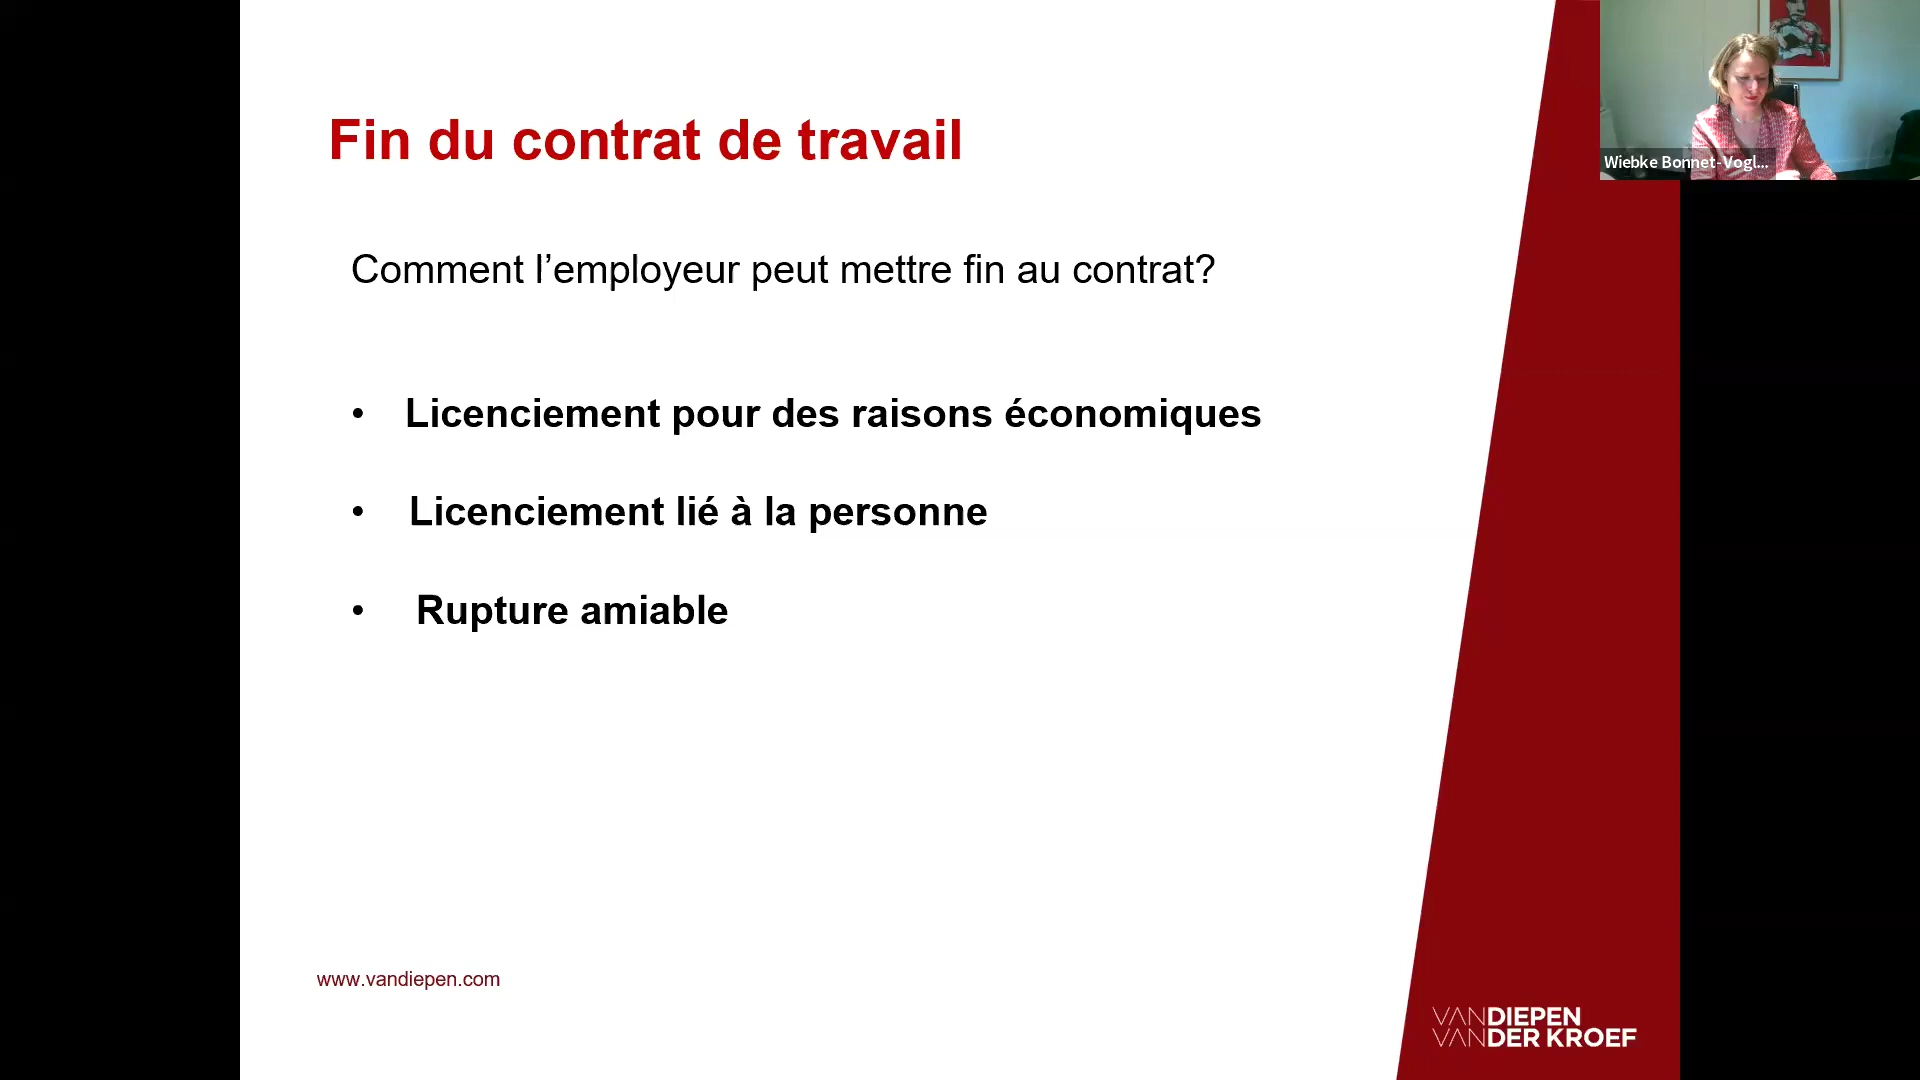 Fin du contrat de travail
Wiebke Bonnet-Vogl...
Comment l’employeur peut mettre fin au contrat?
• Licenciement pour des raisons économiques
• Licenciement lié à la personne
• Rupture amiable
www.vandiepen.com
VANDIEPEN
VANDER KROEF